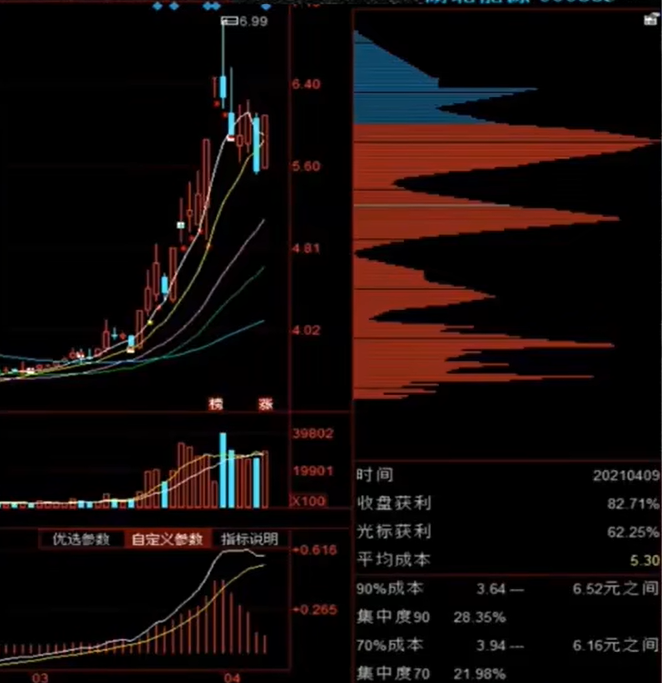 6.99
6.40
5.60
4.81
4.02
榜 涨
39802
19901
X100
优选参数 自定义参数 指标说明
+0.616
+0.265
03 04
时间 20210409
收盘获利 82.71%
光标获利 62.25%
平均成本 5.30
90%成本 3.64 — 6.52元之间
集中度90 28.35%
70%成本 3.94 — 6.16元之间
集中度70 21.98%